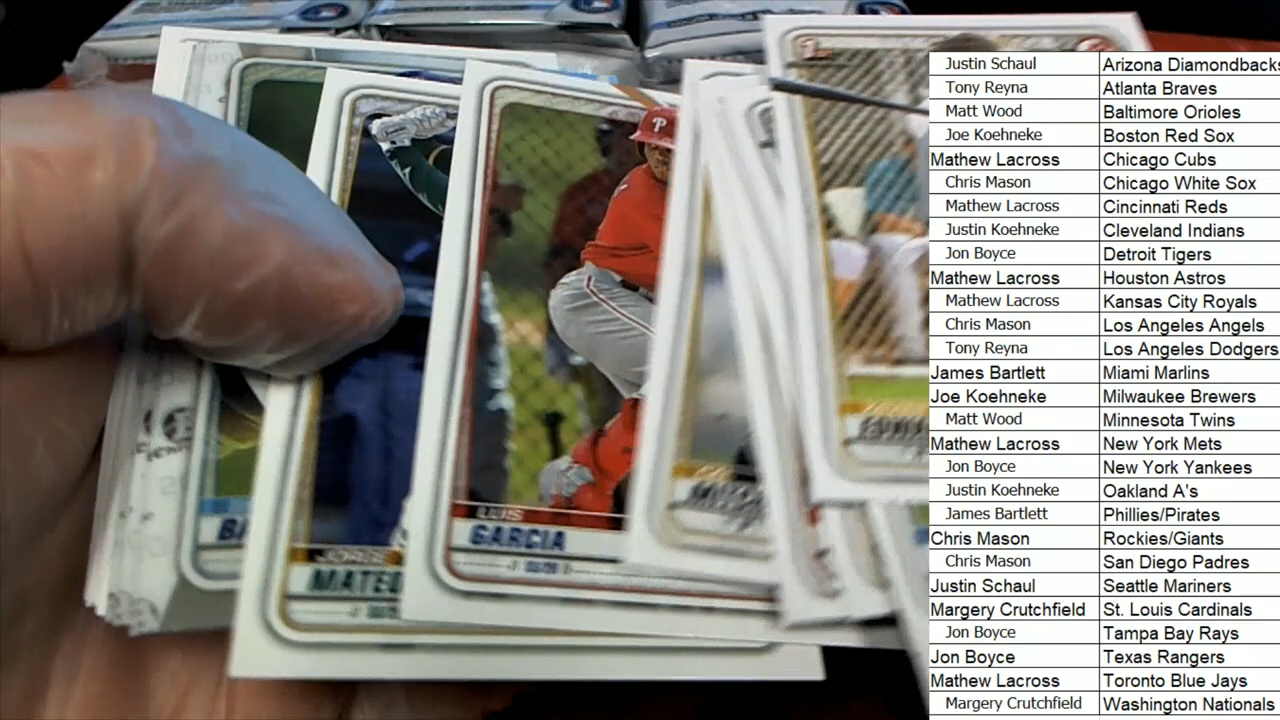 Justin Schaul Arizona Diamondbacks
Tony Reyna Atlanta Braves
Matt Wood Baltimore Orioles
Joe Koehneke Boston Red Sox
Mathew Lacross Chicago Cubs
Chris Mason Chicago White Sox
Mathew Lacross Cincinnati Reds
Justin Koehneke Cleveland Indians
Jon Boyce Detroit Tigers
Mathew Lacross Houston Astros
Mathew Lacross Kansas City Royals
Chris Mason Los Angeles Angels
Tony Reyna Los Angeles Dodgers
James Bartlett Miami Marlins
Joe Koehneke Milwaukee Brewers
Matt Wood Minnesota Twins
Mathew Lacross New York Mets
Jon Boyce New York Yankees
Justin Koehneke Oakland A's
James Bartlett Phillies/Pirates
Chris Mason Rockies/Giants
Chris Mason San Diego Padres
Justin Schaul Seattle Mariners
Margery Crutchfield St. Louis Cardinals
Jon Boyce Tampa Bay Rays
Jon Boyce Texas Rangers
Mathew Lacross Toronto Blue Jays
Margery Crutchfield Washington Nationals
P
LUIS
GARCIA
JORGE
MATEO
BA